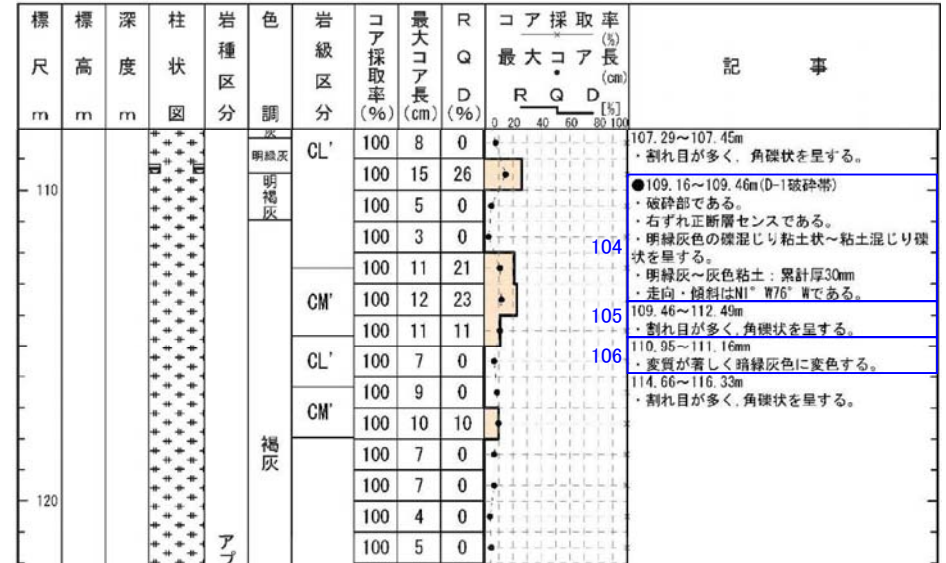 標尺m
標高m
深度m
柱状図
岩種区分
色調
岩級区分
コア採取率(%)
最大コア長(cm)
RQD(%)
コア採取率(%)
最大コア長(cm)
RQD[%]
0 20 40 60 80 100
記事
110
120
明緑灰
明褐灰
褐灰
アプ
CL'
CM'
CL'
CM'
100 8 0
100 15 26
100 5 0
100 3 0
100 11 21
100 12 23
100 11 11
100 7 0
100 9 0
100 10 10
100 7 0
100 7 0
100 4 0
100 5 0
107.29～107.45m
・割れ目が多く、角礫状を呈する。
104
●109.16～109.46m(D-1破砕帯)
・破砕部である。
・右ずれ正断層センスである。
・明緑灰色の礫混じり粘土状～粘土混じり礫
状を呈する。
・明緑灰～灰色粘土：累計厚30mm
・走向・傾斜はN1°W76°Wである。
105
109.46～112.49m
・割れ目が多く、角礫状を呈する。
106
110.95～111.16mm
・変質が著しく暗緑灰色に変色する。
114.66～116.33m
・割れ目が多く、角礫状を呈する。